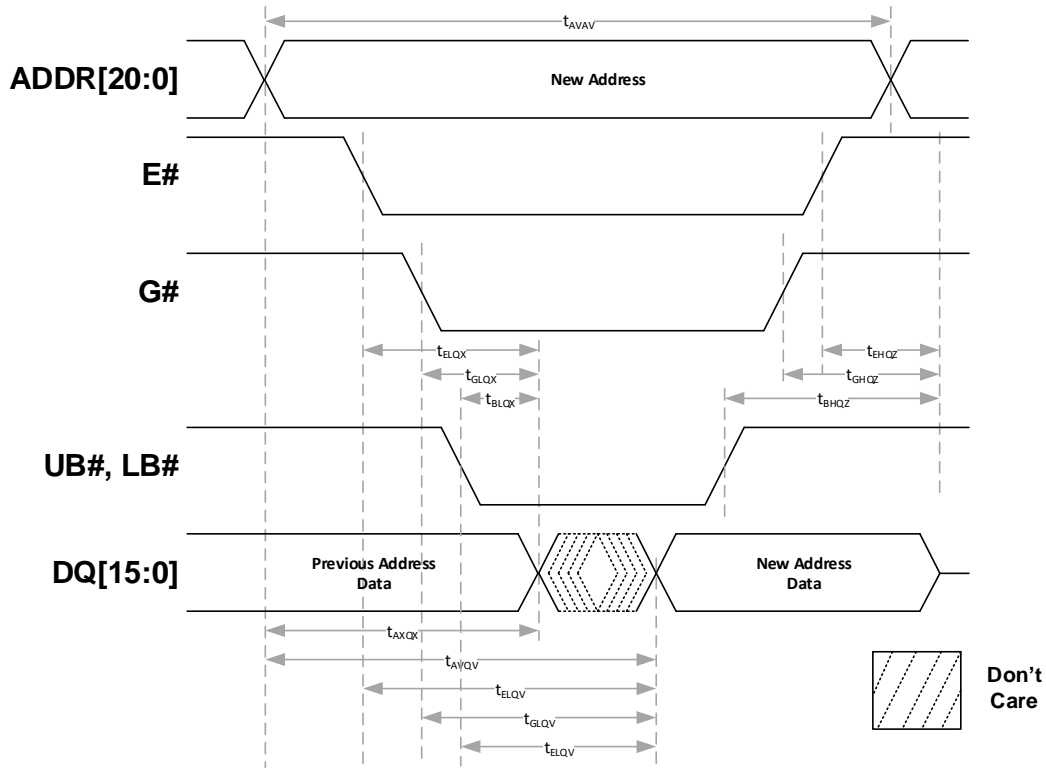 tAVAV
ADDR[20:0]
New Address
E#
G#
tELQX
tEHQZ
tGLQX
tGHQZ
tBLQX
tBHQZ
UB#, LB#
DQ[15:0]
Previous Address
Data
New Address
Data
tAXQX
tAVQV
tELQV
tGLQV
tELQV
Don't
Care